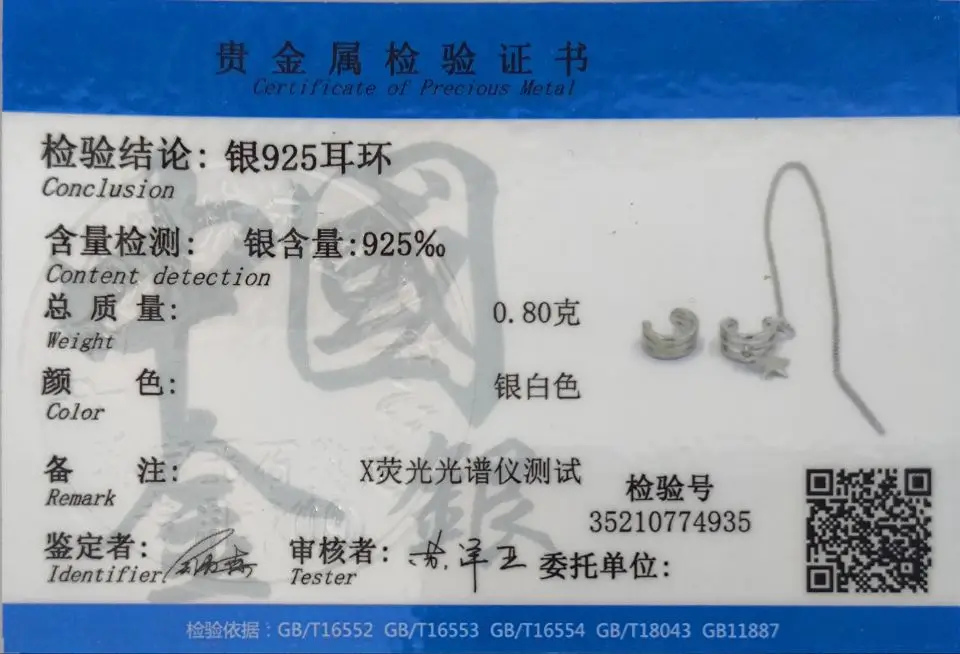 贵金属检验证书
Certificate of Precious Metal
检验结论: 银925耳环
Conclusion
含量检测: 银含量:925‰
Content detection
总质量: 0.80克
Weight
颜色: 银白色
Color
备注: X荧光光谱仪测试
Remark
检验号
35210774935
鉴定者:
Identifier
审核者:
Tester
委托单位:
中國
金銀
检验依据：GB/T16552 GB/T16553 GB/T16554 GB/T18043 GB11887